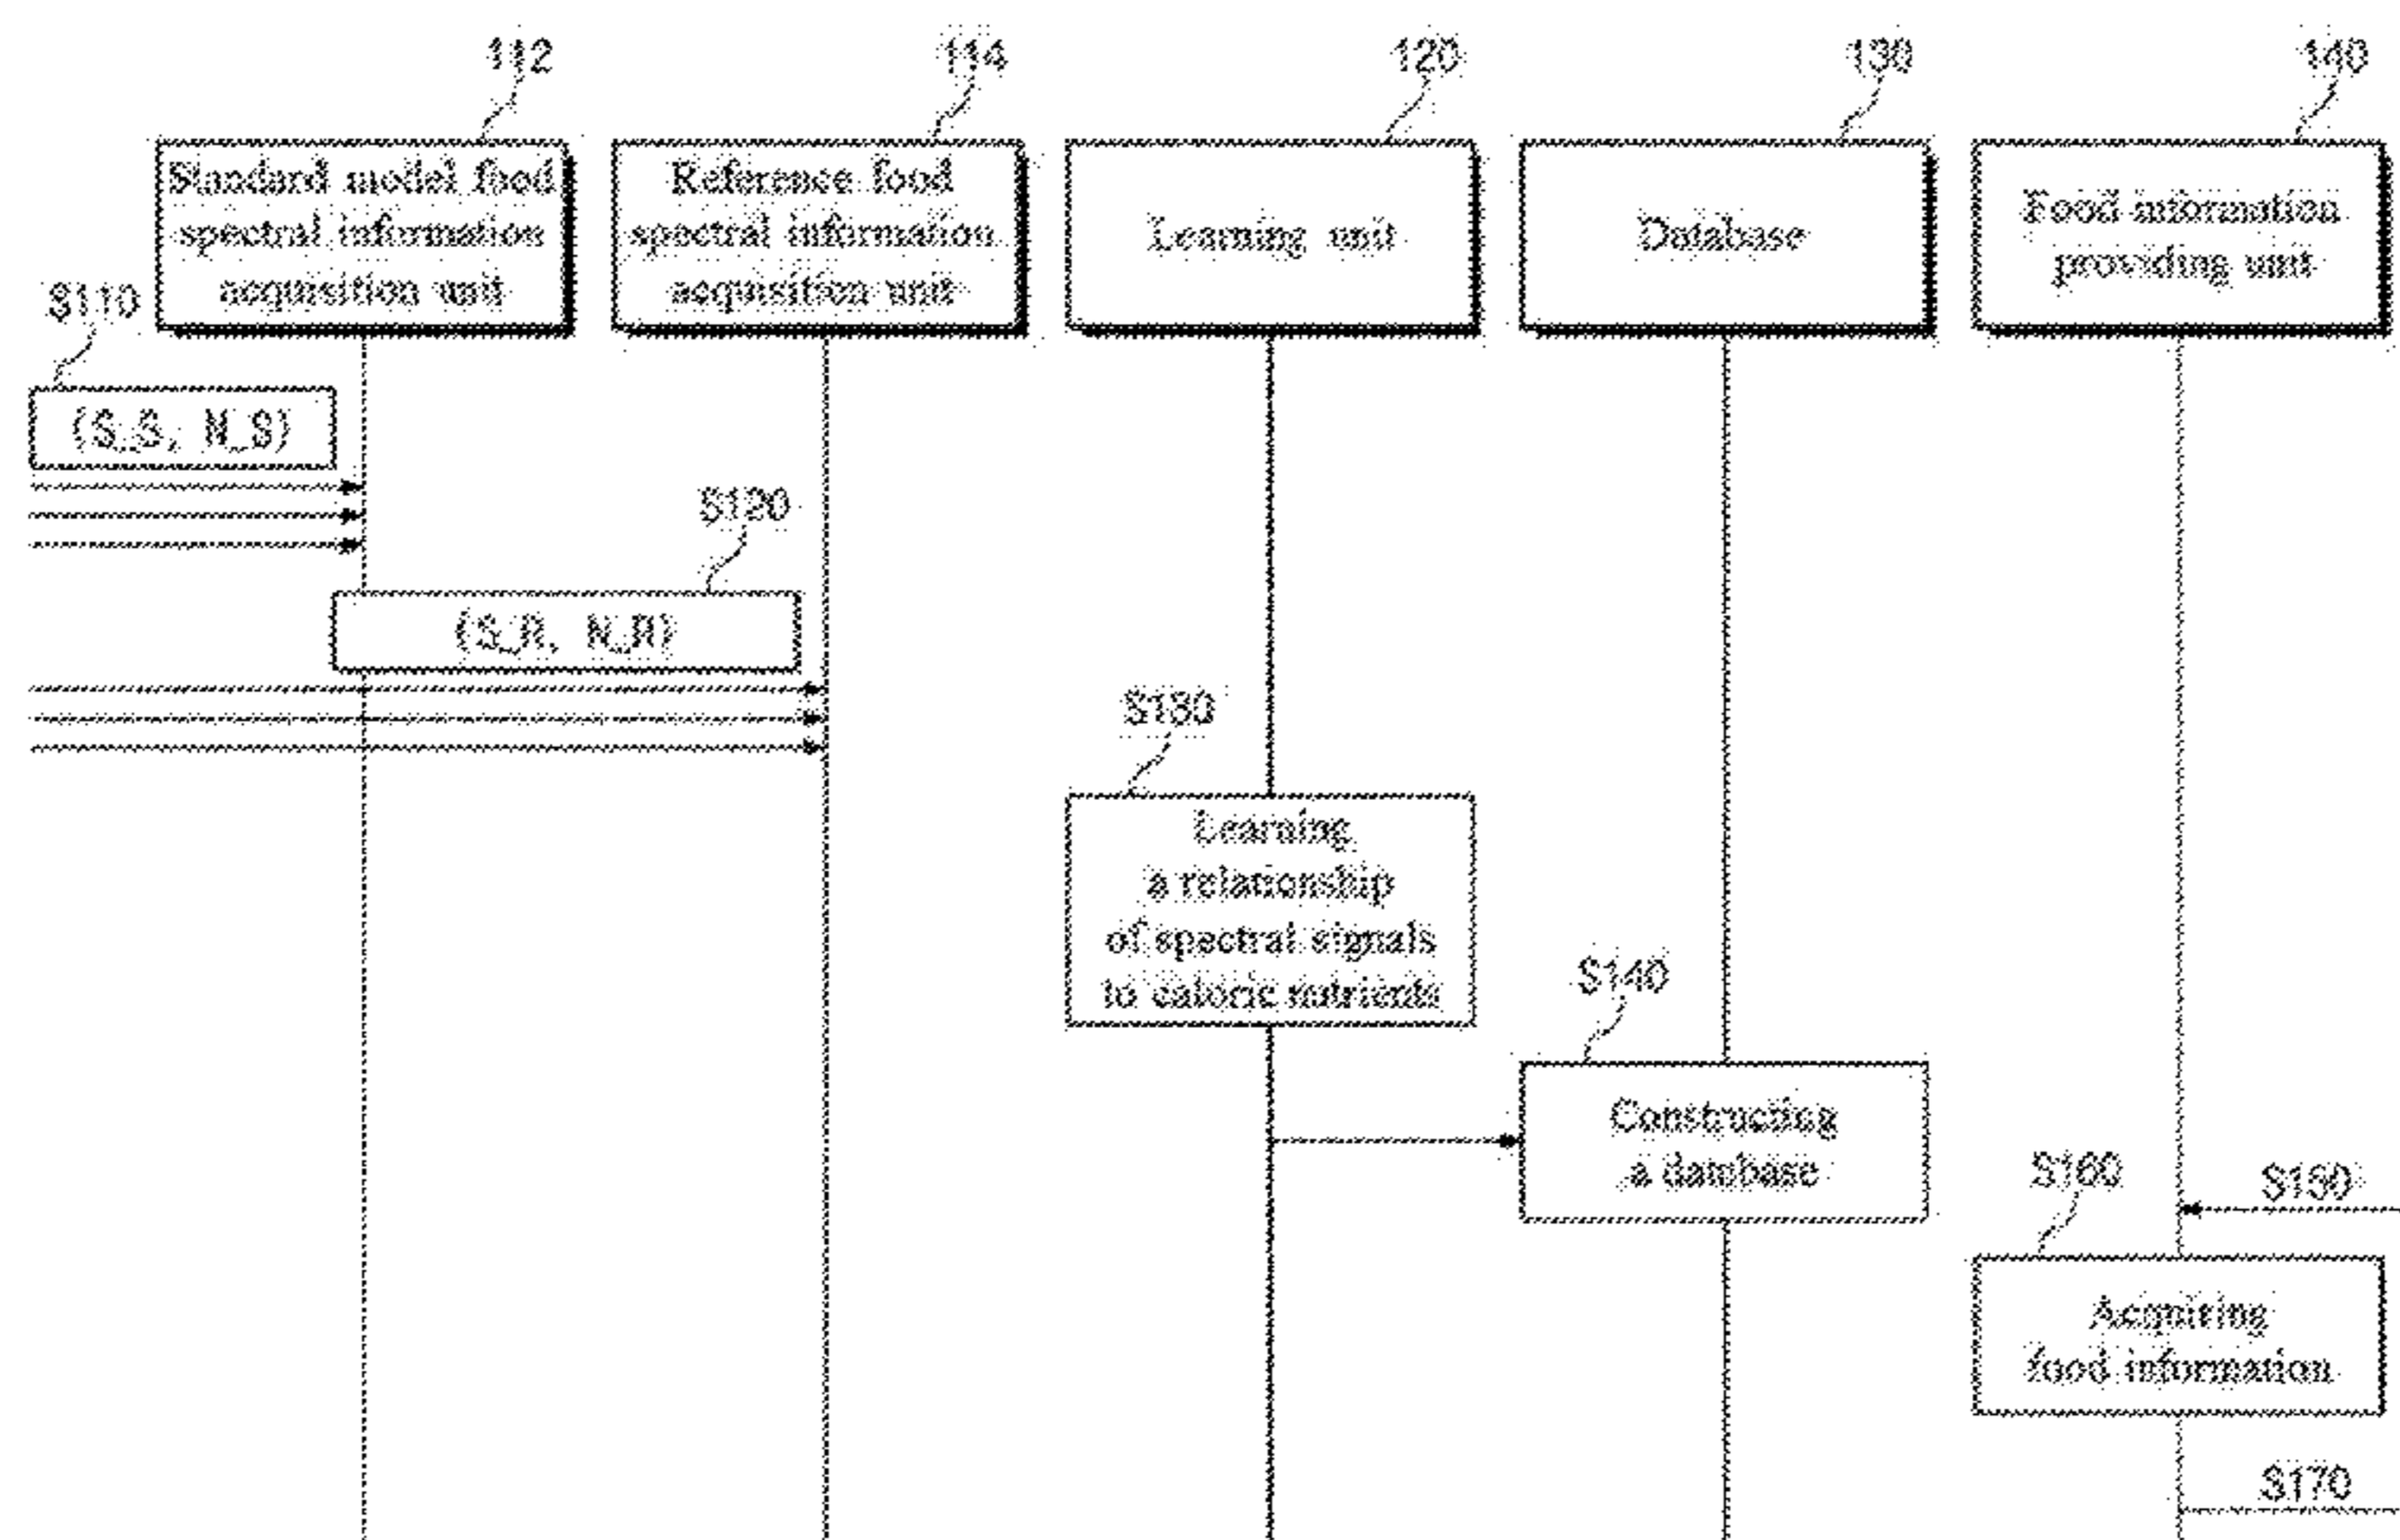 112
114
120
130
140
Standard model food
spectral information
acquisition unit
Reference food
spectral information
acquisition unit
Learning unit
Database
Food information
providing unit
S110
(S_S, N_S)
S120
(S_R, N_R)
S130
Learning
a relationship
of spectral signals
to caloric nutrients
S140
Constructing
a database
S150
S160
Acquiring
food information
S170